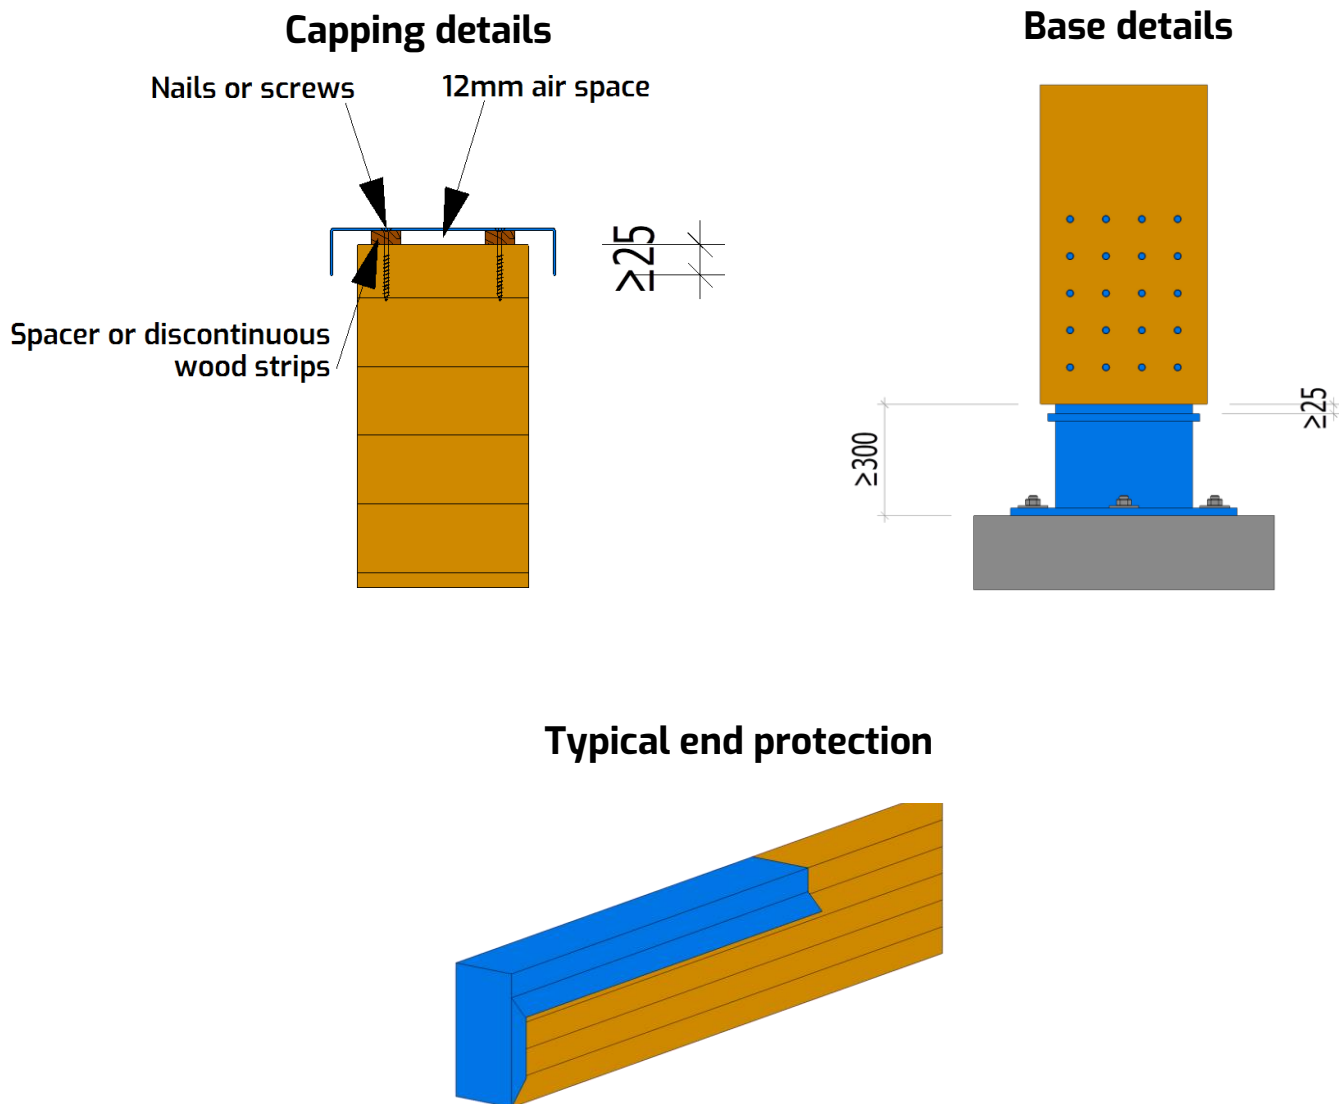 Capping details
Nails or screws
12mm air space
≥25
Spacer or discontinuous
wood strips
Base details
≥300
≥25
Typical end protection